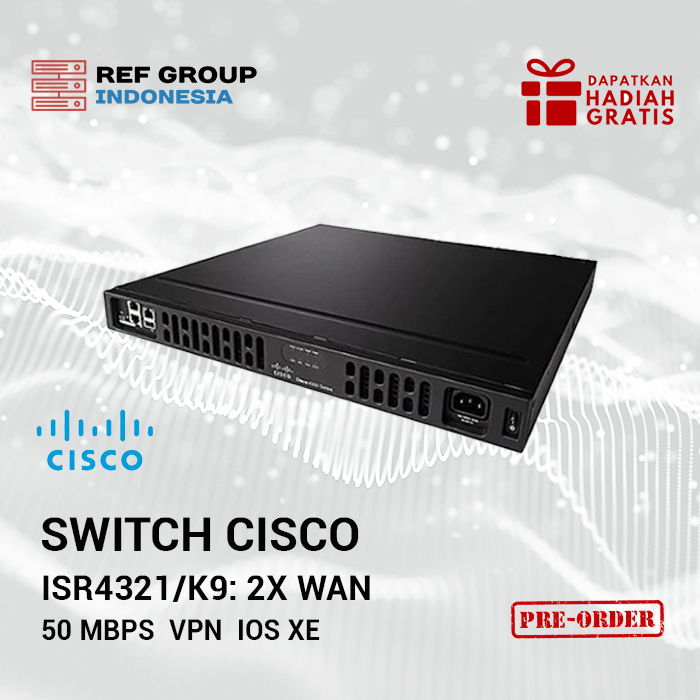 REF GROUP
INDONESIA
DAPATKAN
HADIAH
GRATIS
CISCO
CISCO
SWITCH CISCO
ISR4321/K9: 2X WAN
50 MBPS VPN IOS XE
PRE-ORDER